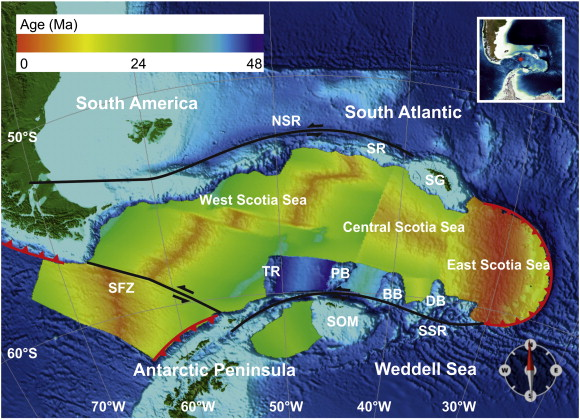 Age (Ma)
0 24 48
South America
South Atlantic
50°S
NSR
SR
SG
West Scotia Sea
Central Scotia Sea
East Scotia Sea
TR
PB
SFZ
BB
DB
SOM
SSR
60°S
Antarctic Peninsula
Weddell Sea
N
W
E
S
70°W
60°W
50°W
40°W
30°W